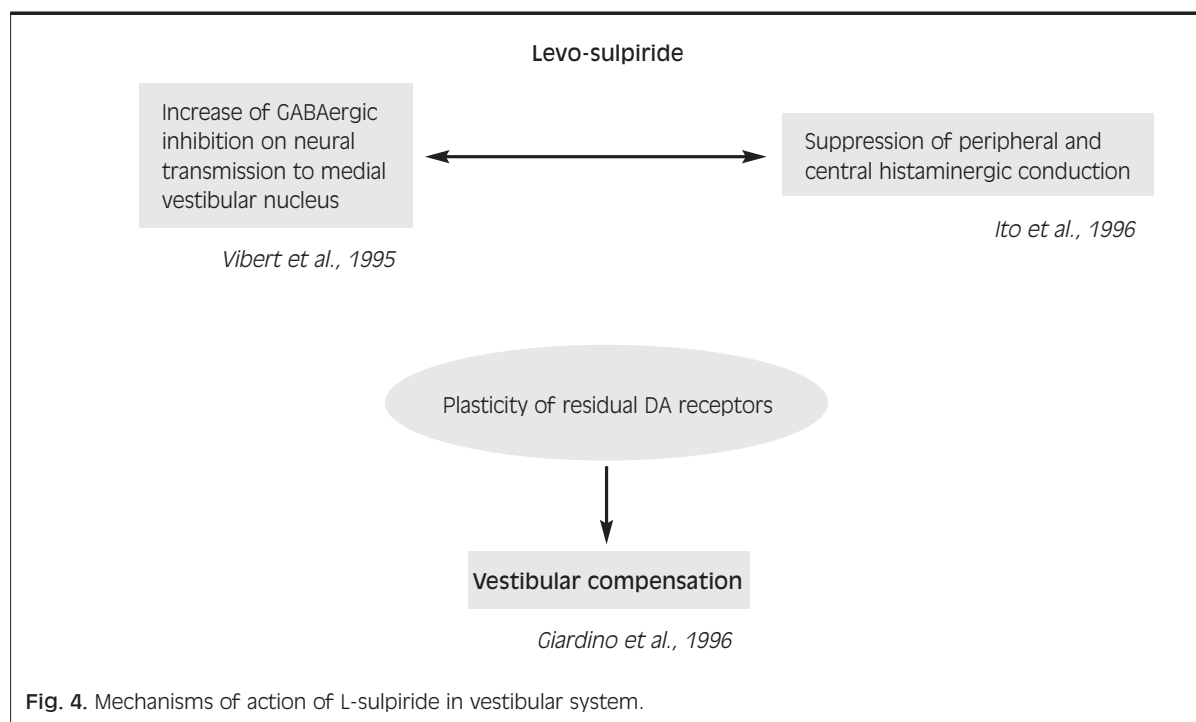 Levo-sulpiride
Increase of GABAergic
inhibition on neural
transmission to medial
vestibular nucleus
Vibert et al., 1995
Suppression of peripheral and
central histaminergic conduction
Ito et al., 1996
Plasticity of residual DA receptors
Vestibular compensation
Giardino et al., 1996
Fig. 4. Mechanisms of action of L-sulpiride in vestibular system.